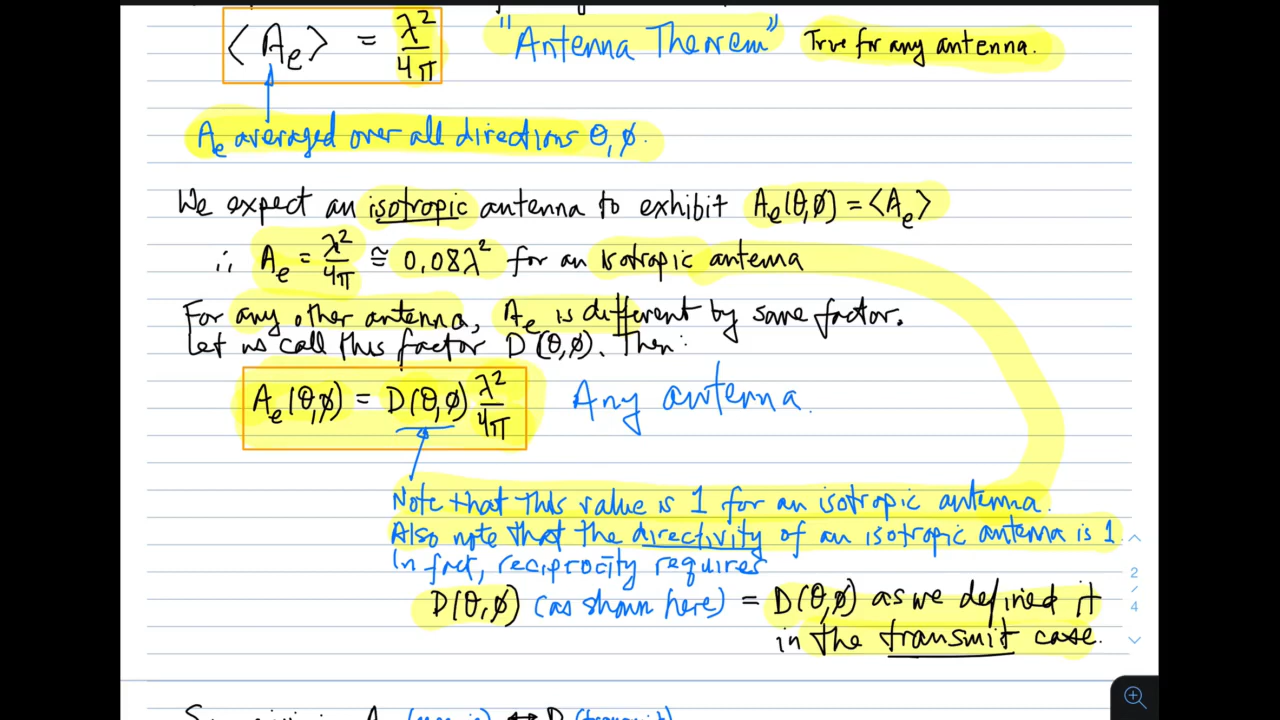 ⟨Ae⟩ = λ²/4π "Antenna Theorem" True for any antenna.
Ae averaged over all directions θ, ϕ.
We expect an isotropic antenna to exhibit Ae(θ,ϕ) = ⟨Ae⟩
∴ Ae = λ²/4π ≅ 0.08λ² for an isotropic antenna
For any other antenna, Ae is different by some factor.
Let us call this factor D(θ,ϕ). Then:
Ae(θ,ϕ) = D(θ,ϕ) λ²/4π Any antenna.
Note that this value is 1 for an isotropic antenna.
Also note that the directivity of an isotropic antenna is 1.
In fact, reciprocity requires
D(θ,ϕ) (as shown here) = D(θ,ϕ) as we defined it
in the transmit case.
2
4